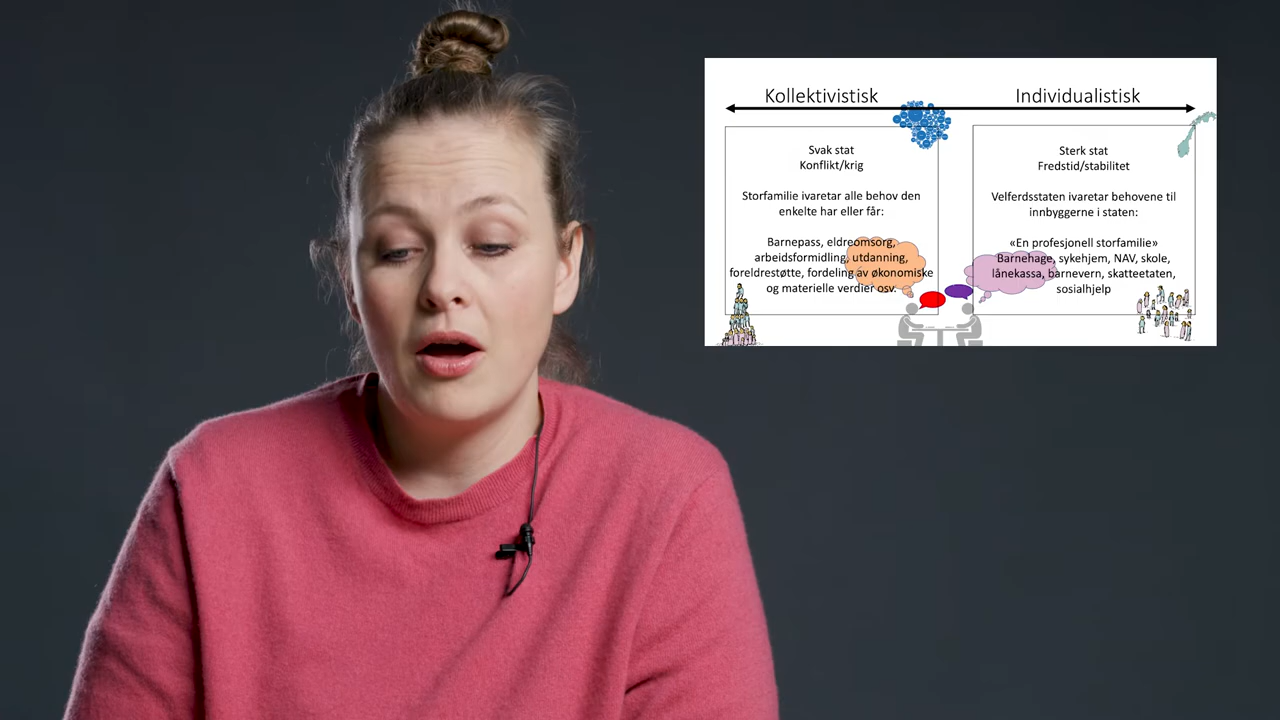 Kollektivistisk
Individualistisk
Svak stat
Konflikt/krig
Storfamilie ivaretar alle behov den
enkelte har eller får:
Barnepass, eldreomsorg,
arbeidsformidling, utdanning,
foreldrestøtte, fordeling av økonomiske
og materielle verdier osv.
Sterk stat
Fredstid/stabilitet
Velferdsstaten ivaretar behovene til
innbyggerne i staten:
«En profesjonell storfamilie»
Barnehage, sykehjem, NAV, skole,
lånekassa, barnevern, skatteetaten,
sosialhjelp